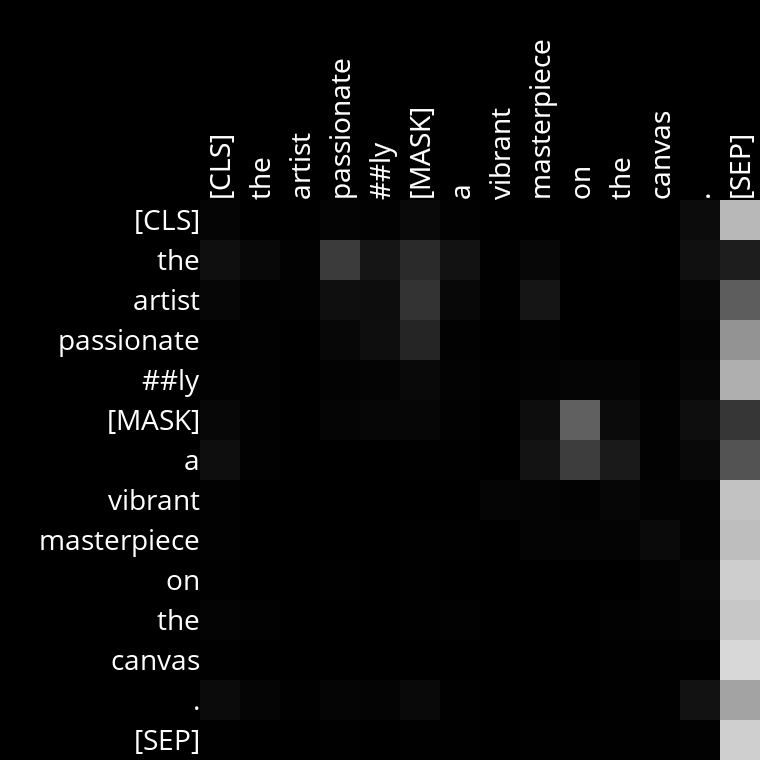 [CLS] the artist passionate ##ly [MASK] a vibrant masterpiece on the canvas . [SEP]
[CLS]
the
artist
passionate
##ly
[MASK]
a
vibrant
masterpiece
on
the
canvas
.
[SEP]